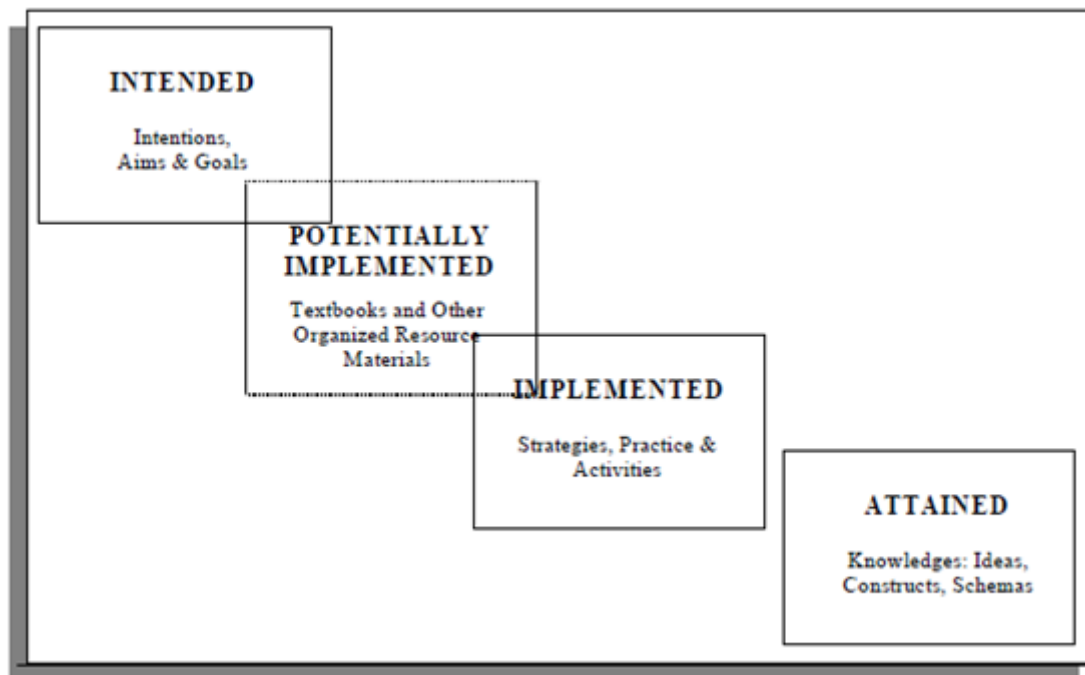 INTENDED
Intentions,
Aims & Goals
POTENTIALLY
IMPLEMENTED
Textbooks and Other
Organized Resource
Materials
IMPLEMENTED
Strategies, Practice &
Activities
ATTAINED
Knowledges: Ideas,
Constructs, Schemas